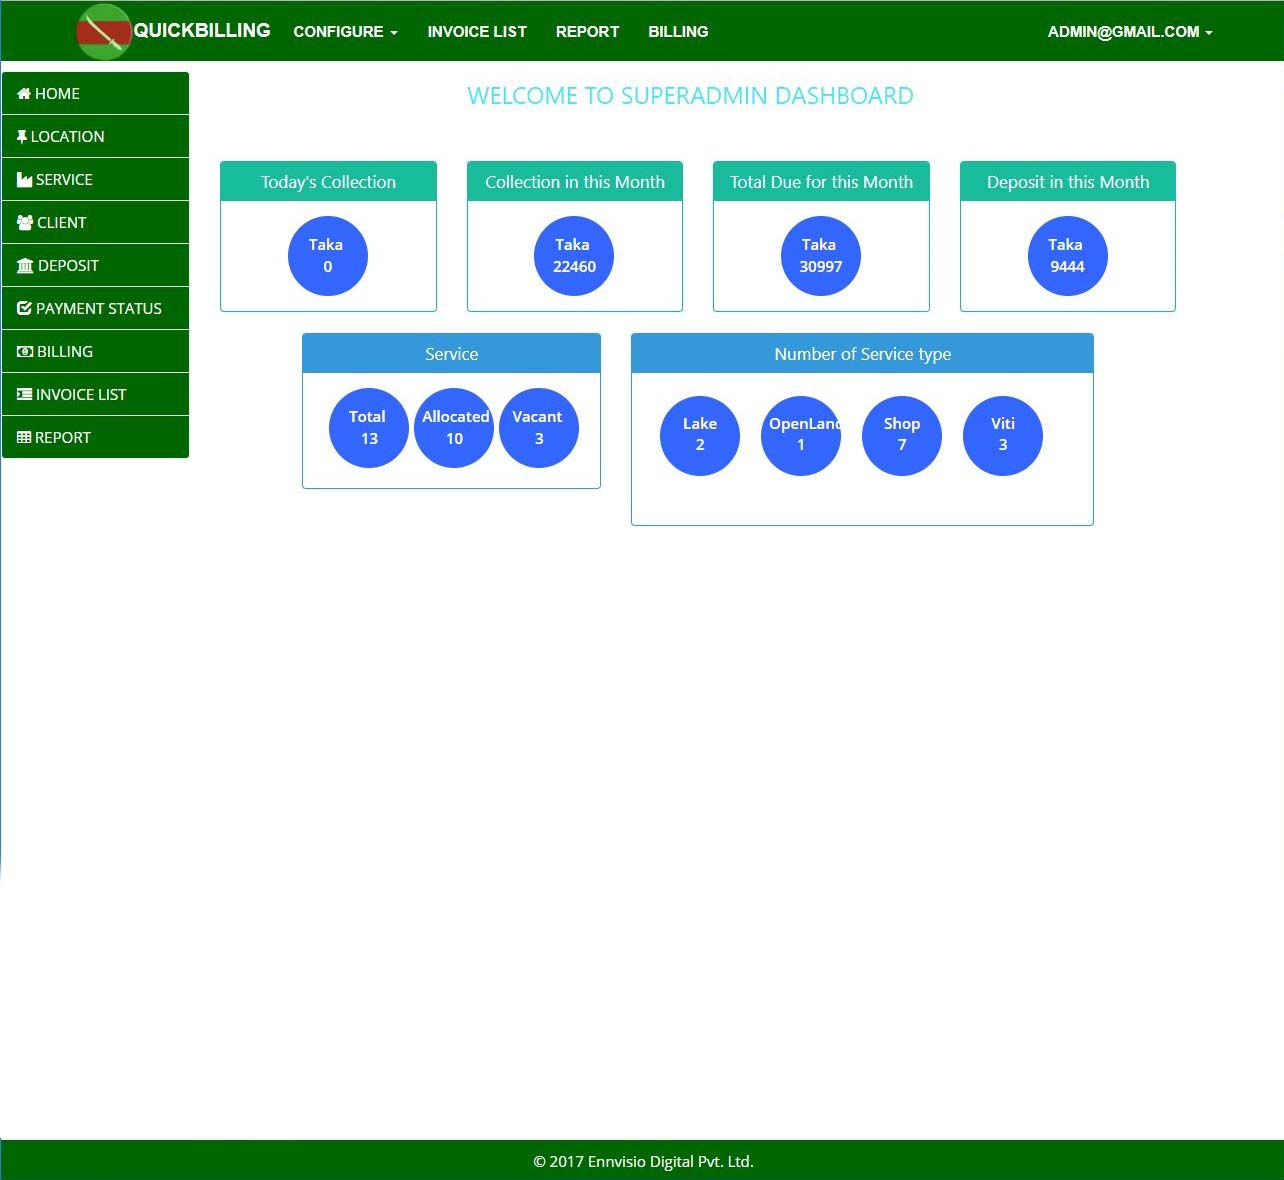 QUICKBILLING CONFIGURE INVOICE LIST REPORT BILLING ADMIN@GMAIL.COM
HOME
LOCATION
SERVICE
CLIENT
DEPOSIT
PAYMENT STATUS
BILLING
INVOICE LIST
REPORT
WELCOME TO SUPERADMIN DASHBOARD
Today's Collection
Taka
0
Collection in this Month
Taka
22460
Total Due for this Month
Taka
30997
Deposit in this Month
Taka
9444
Service
Total
13
Allocated
10
Vacant
3
Number of Service type
Lake
2
OpenLand
1
Shop
7
Viti
3
© 2017 Ennvisio Digital Pvt. Ltd.